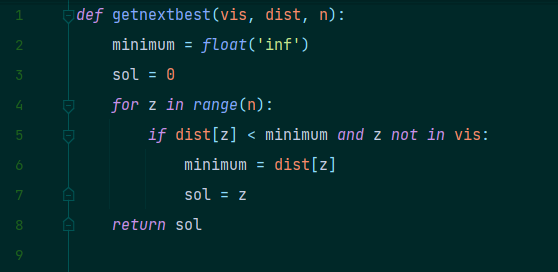 1 def getnextbest(vis, dist, n):
2     minimum = float('inf')
3     sol = 0
4     for z in range(n):
5         if dist[z] < minimum and z not in vis:
6             minimum = dist[z]
7             sol = z
8     return sol
9